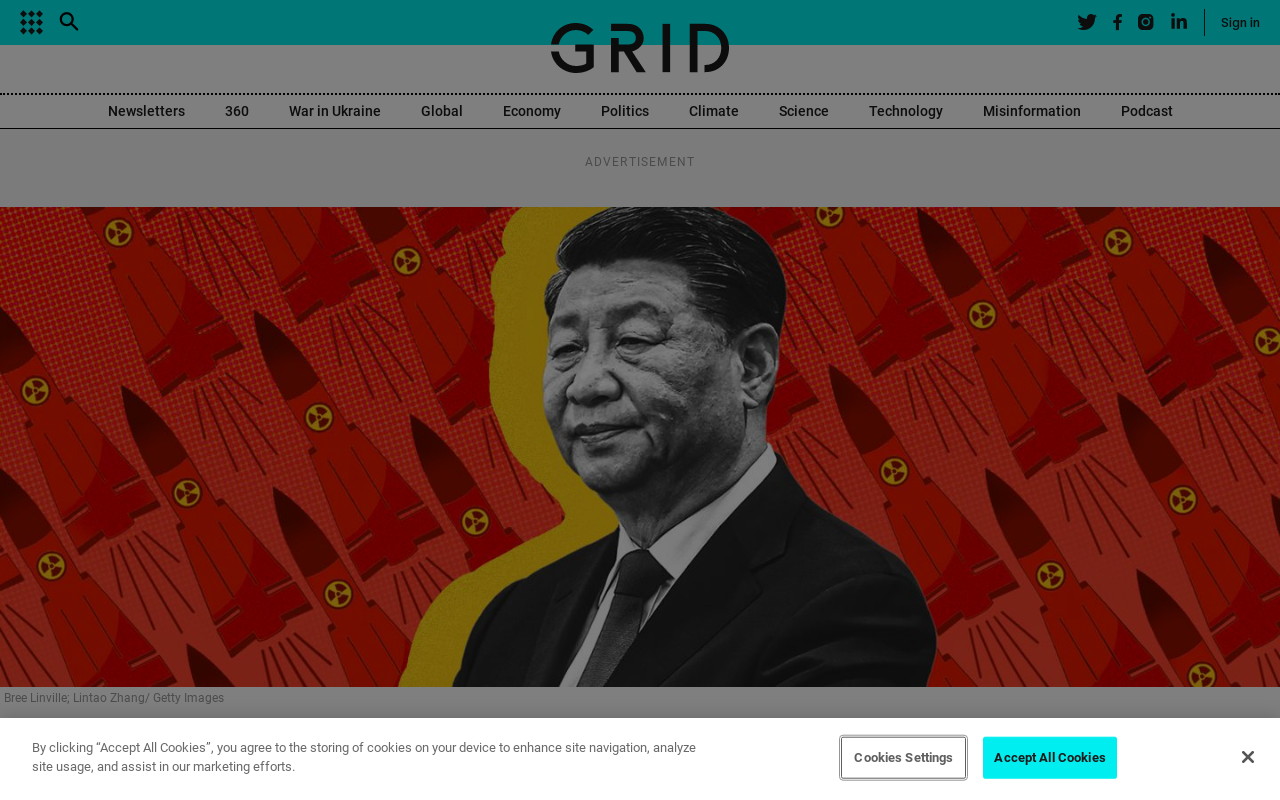 GRID
Sign in
Newsletters 360 War in Ukraine Global Economy Politics Climate Science Technology Misinformation Podcast
ADVERTISEMENT
Bree Linville; Lintao Zhang/ Getty Images
By clicking “Accept All Cookies”, you agree to the storing of cookies on your device to enhance site navigation, analyze
site usage, and assist in our marketing efforts.
Cookies Settings
Accept All Cookies